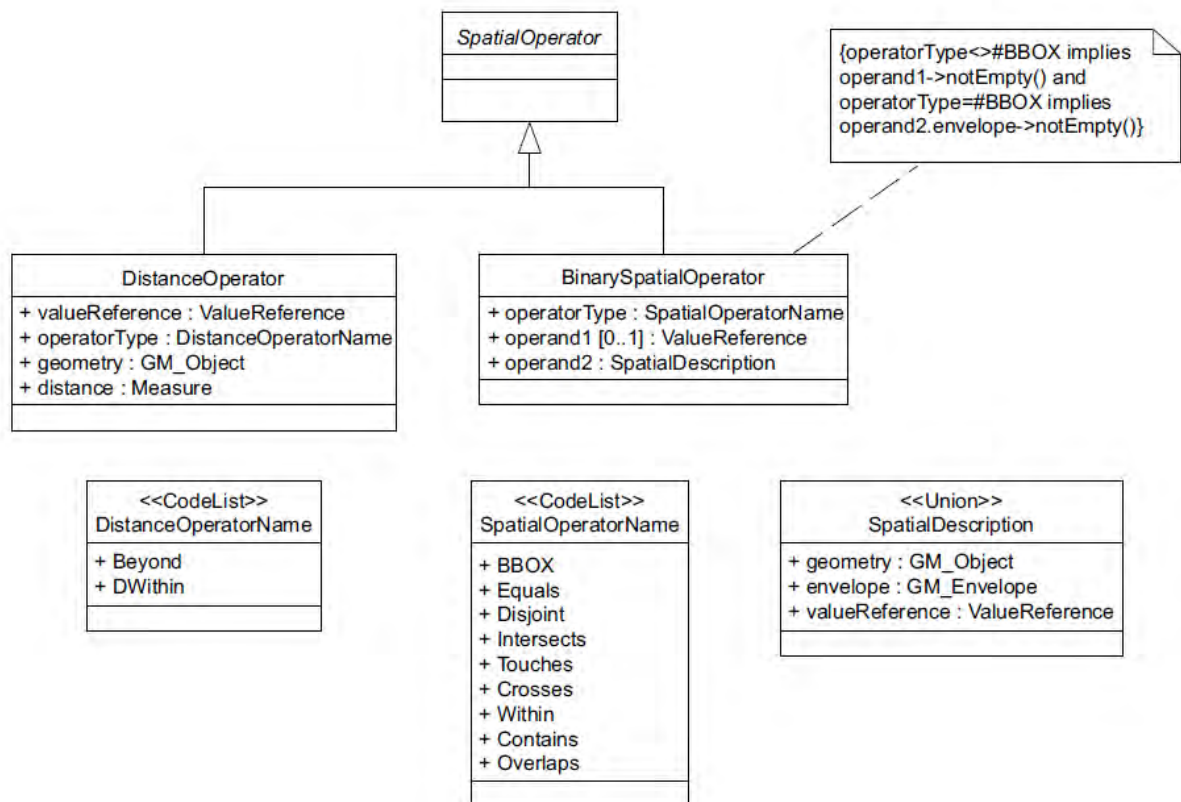 SpatialOperator
{operatorType<>#BBOX implies
operand1->notEmpty() and
operatorType=#BBOX implies
operand2.envelope->notEmpty()}
DistanceOperator
+ valueReference : ValueReference
+ operatorType : DistanceOperatorName
+ geometry : GM_Object
+ distance : Measure
BinarySpatialOperator
+ operatorType : SpatialOperatorName
+ operand1 [0..1] : ValueReference
+ operand2 : SpatialDescription
<<CodeList>>
DistanceOperatorName
+ Beyond
+ DWithin
<<CodeList>>
SpatialOperatorName
+ BBOX
+ Equals
+ Disjoint
+ Intersects
+ Touches
+ Crosses
+ Within
+ Contains
+ Overlaps
<<Union>>
SpatialDescription
+ geometry : GM_Object
+ envelope : GM_Envelope
+ valueReference : ValueReference